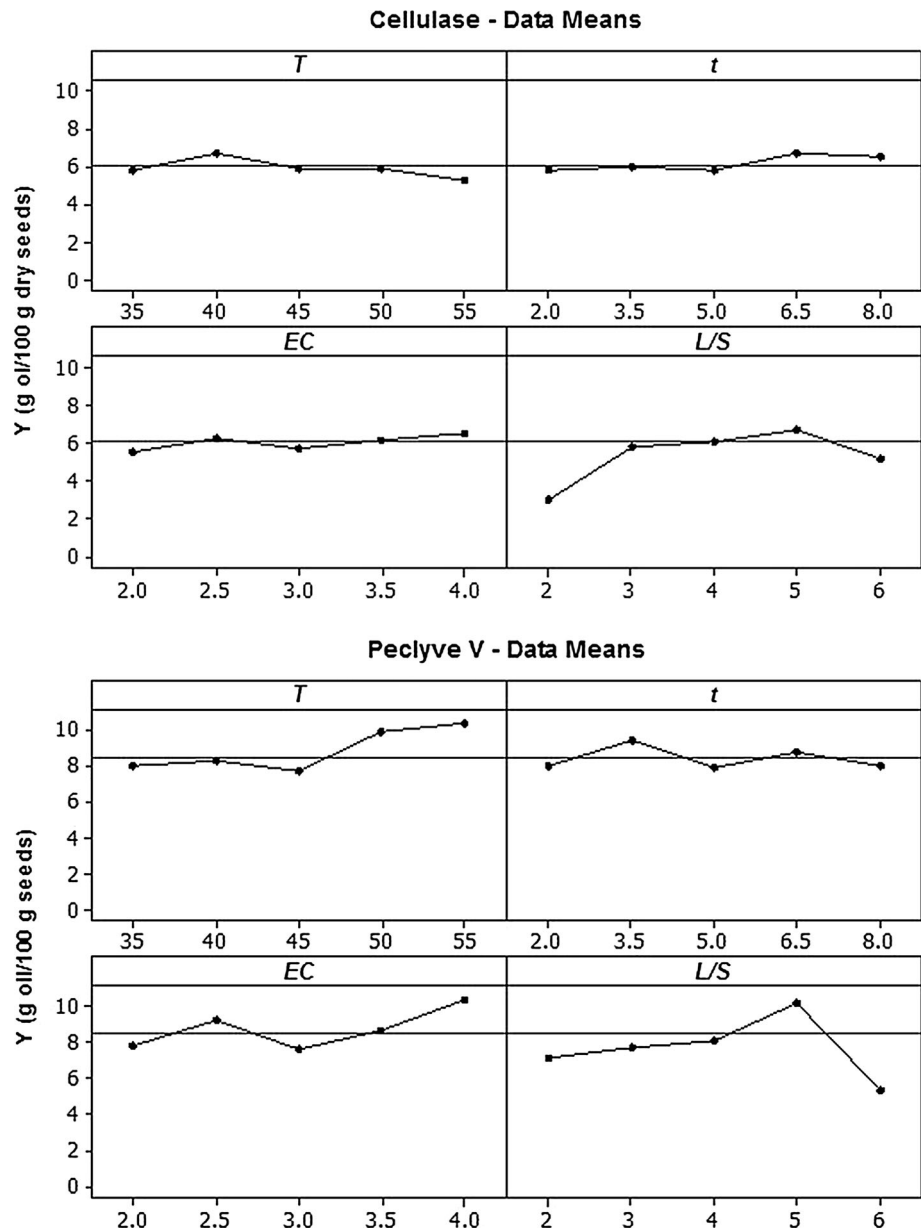 Cellulase - Data Means
T t
10
8
6
4
2
0
35 40 45 50 55 2.0 3.5 5.0 6.5 8.0
EC L/S
10
8
6
4
2
0
2.0 2.5 3.0 3.5 4.0 2 3 4 5 6
Y (g ol/100 g dry seeds)
Peclyve V - Data Means
T t
10
8
6
4
2
0
35 40 45 50 55 2.0 3.5 5.0 6.5 8.0
EC L/S
10
8
6
4
2
0
2.0 2.5 3.0 3.5 4.0 2 3 4 5 6
Y (g oll/100 g seeds)